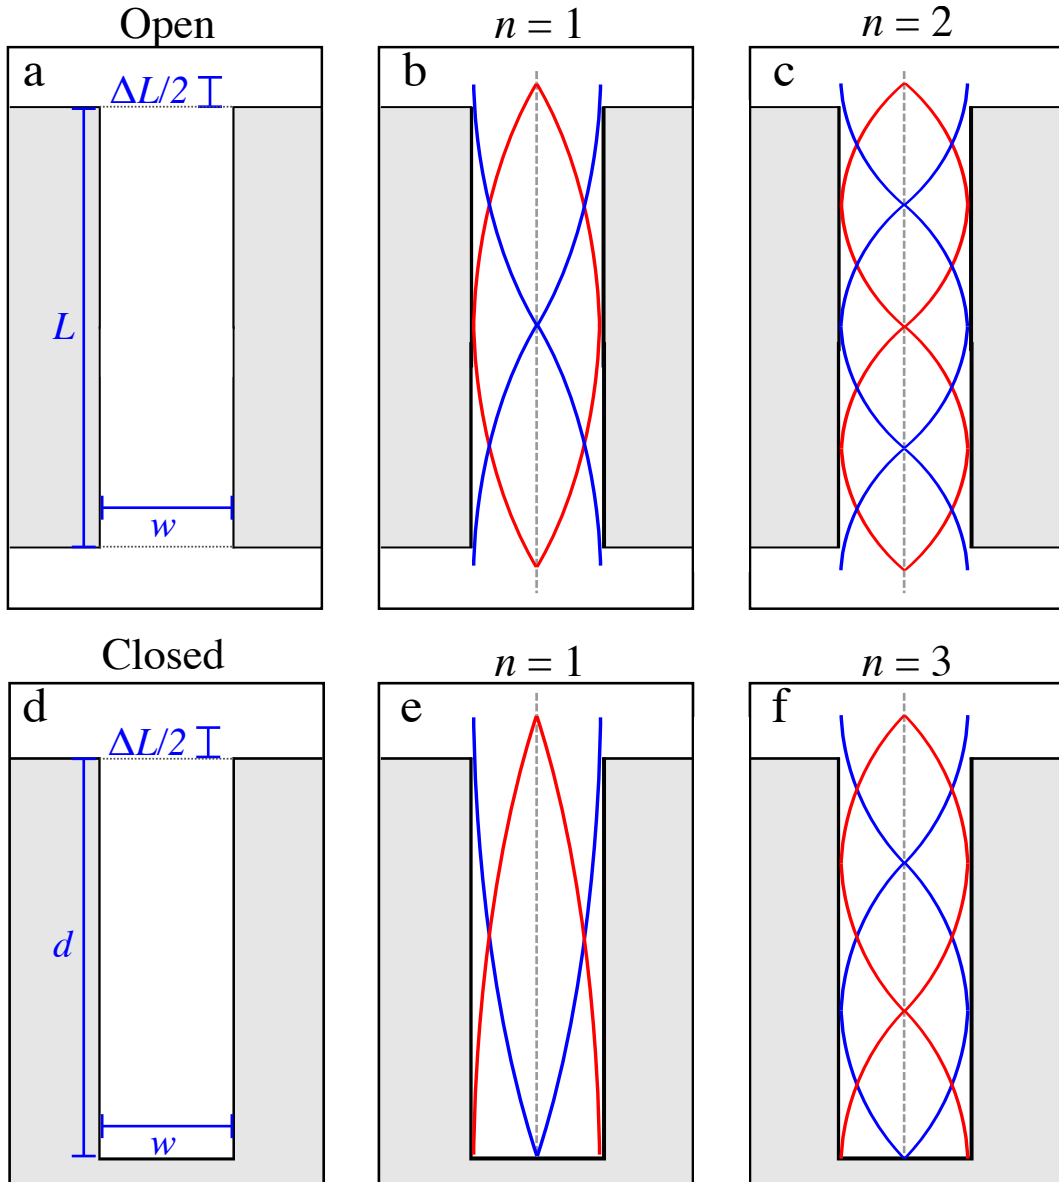 Open
n = 1
n = 2
a
b
c
ΔL/2
L
w
Closed
n = 1
n = 3
d
e
f
ΔL/2
d
w